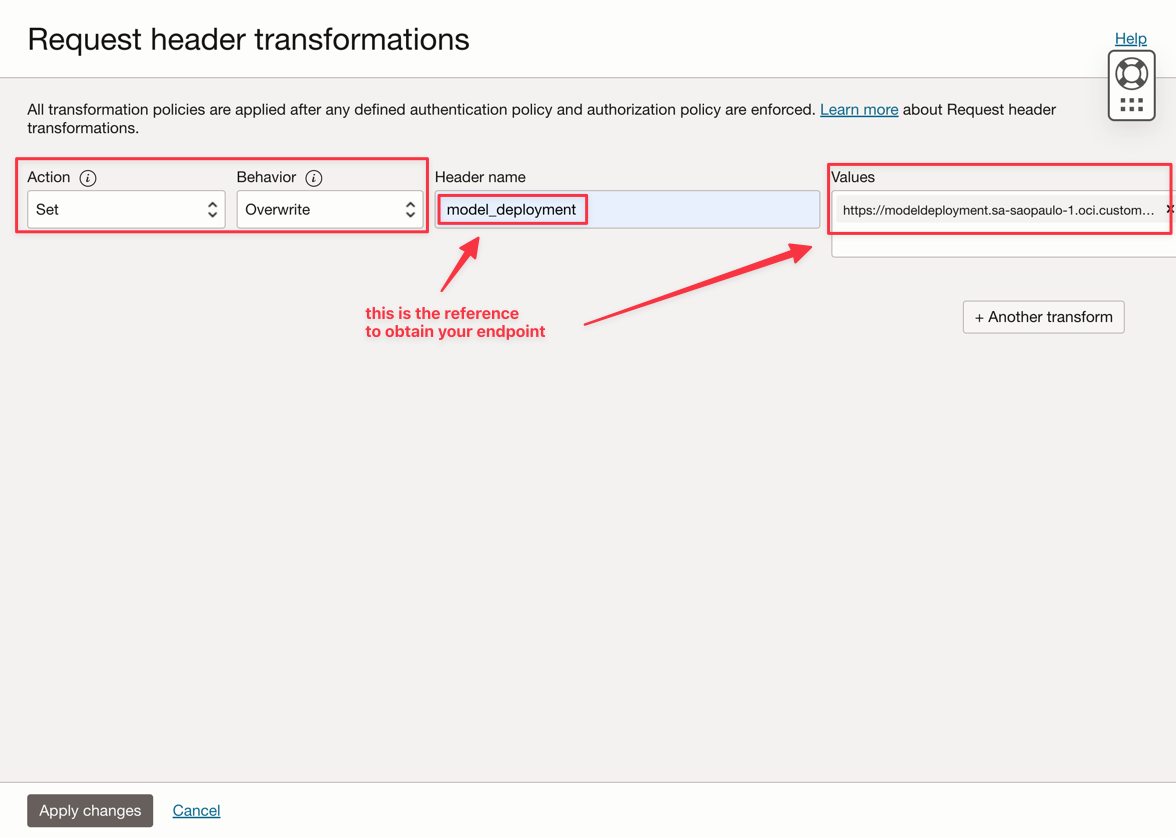 Request header transformations
Help
All transformation policies are applied after any defined authentication policy and authorization policy are enforced. Learn more about Request header
transformations.
Action i
Behavior i
Header name
Values
Set
Overwrite
model_deployment
https://modeldeployment.sa-saopaulo-1.oci.custom...
this is the reference
to obtain your endpoint
+ Another transform
Apply changes
Cancel